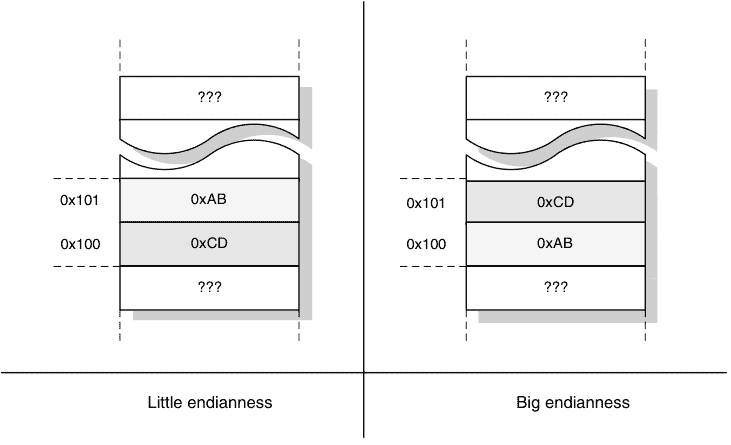 ???
0x101
0xAB
0x100
0xCD
???
Little endianness
???
0x101
0xCD
0x100
0xAB
???
Big endianness